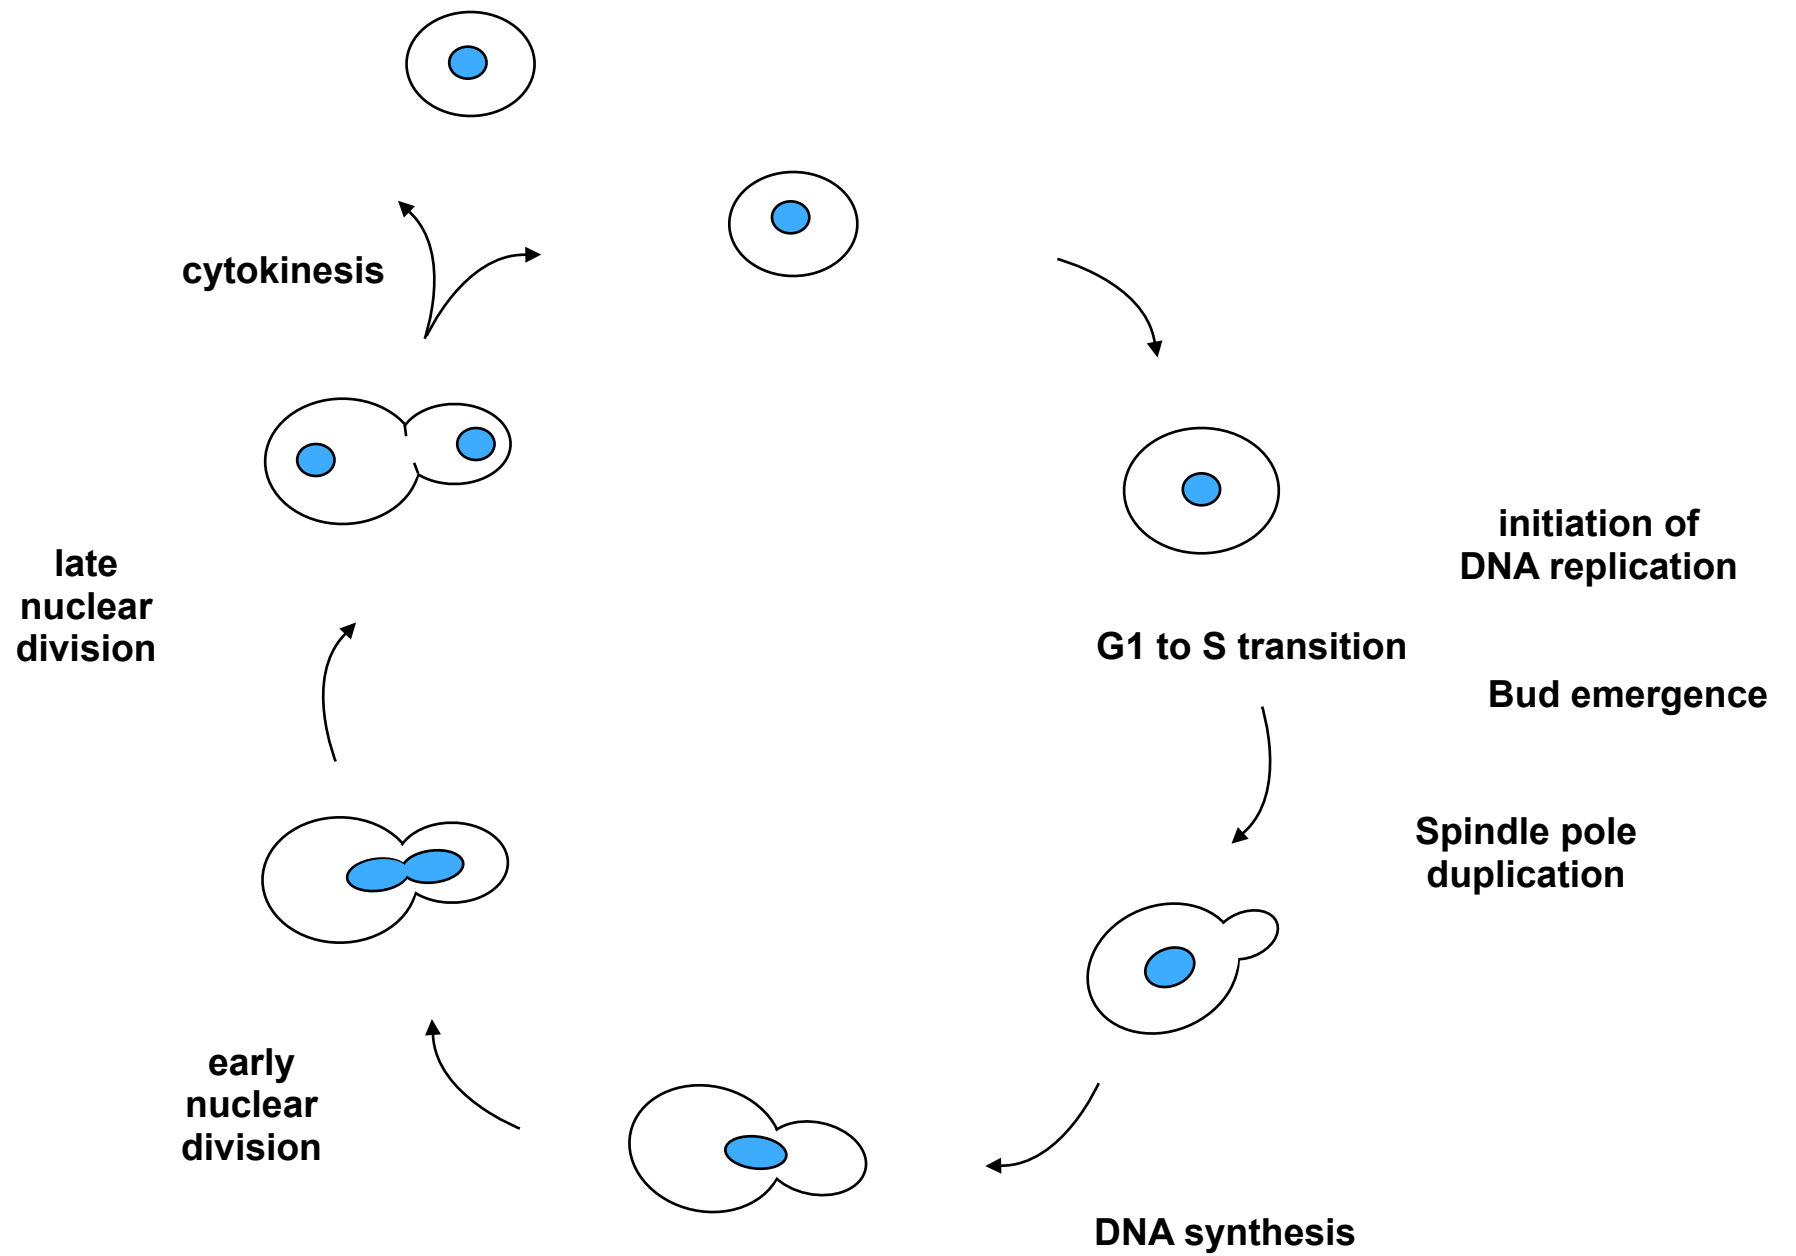 cytokinesis
initiation of
DNA replication
G1 to S transition
Bud emergence
Spindle pole
duplication
DNA synthesis
early
nuclear
division
late
nuclear
division